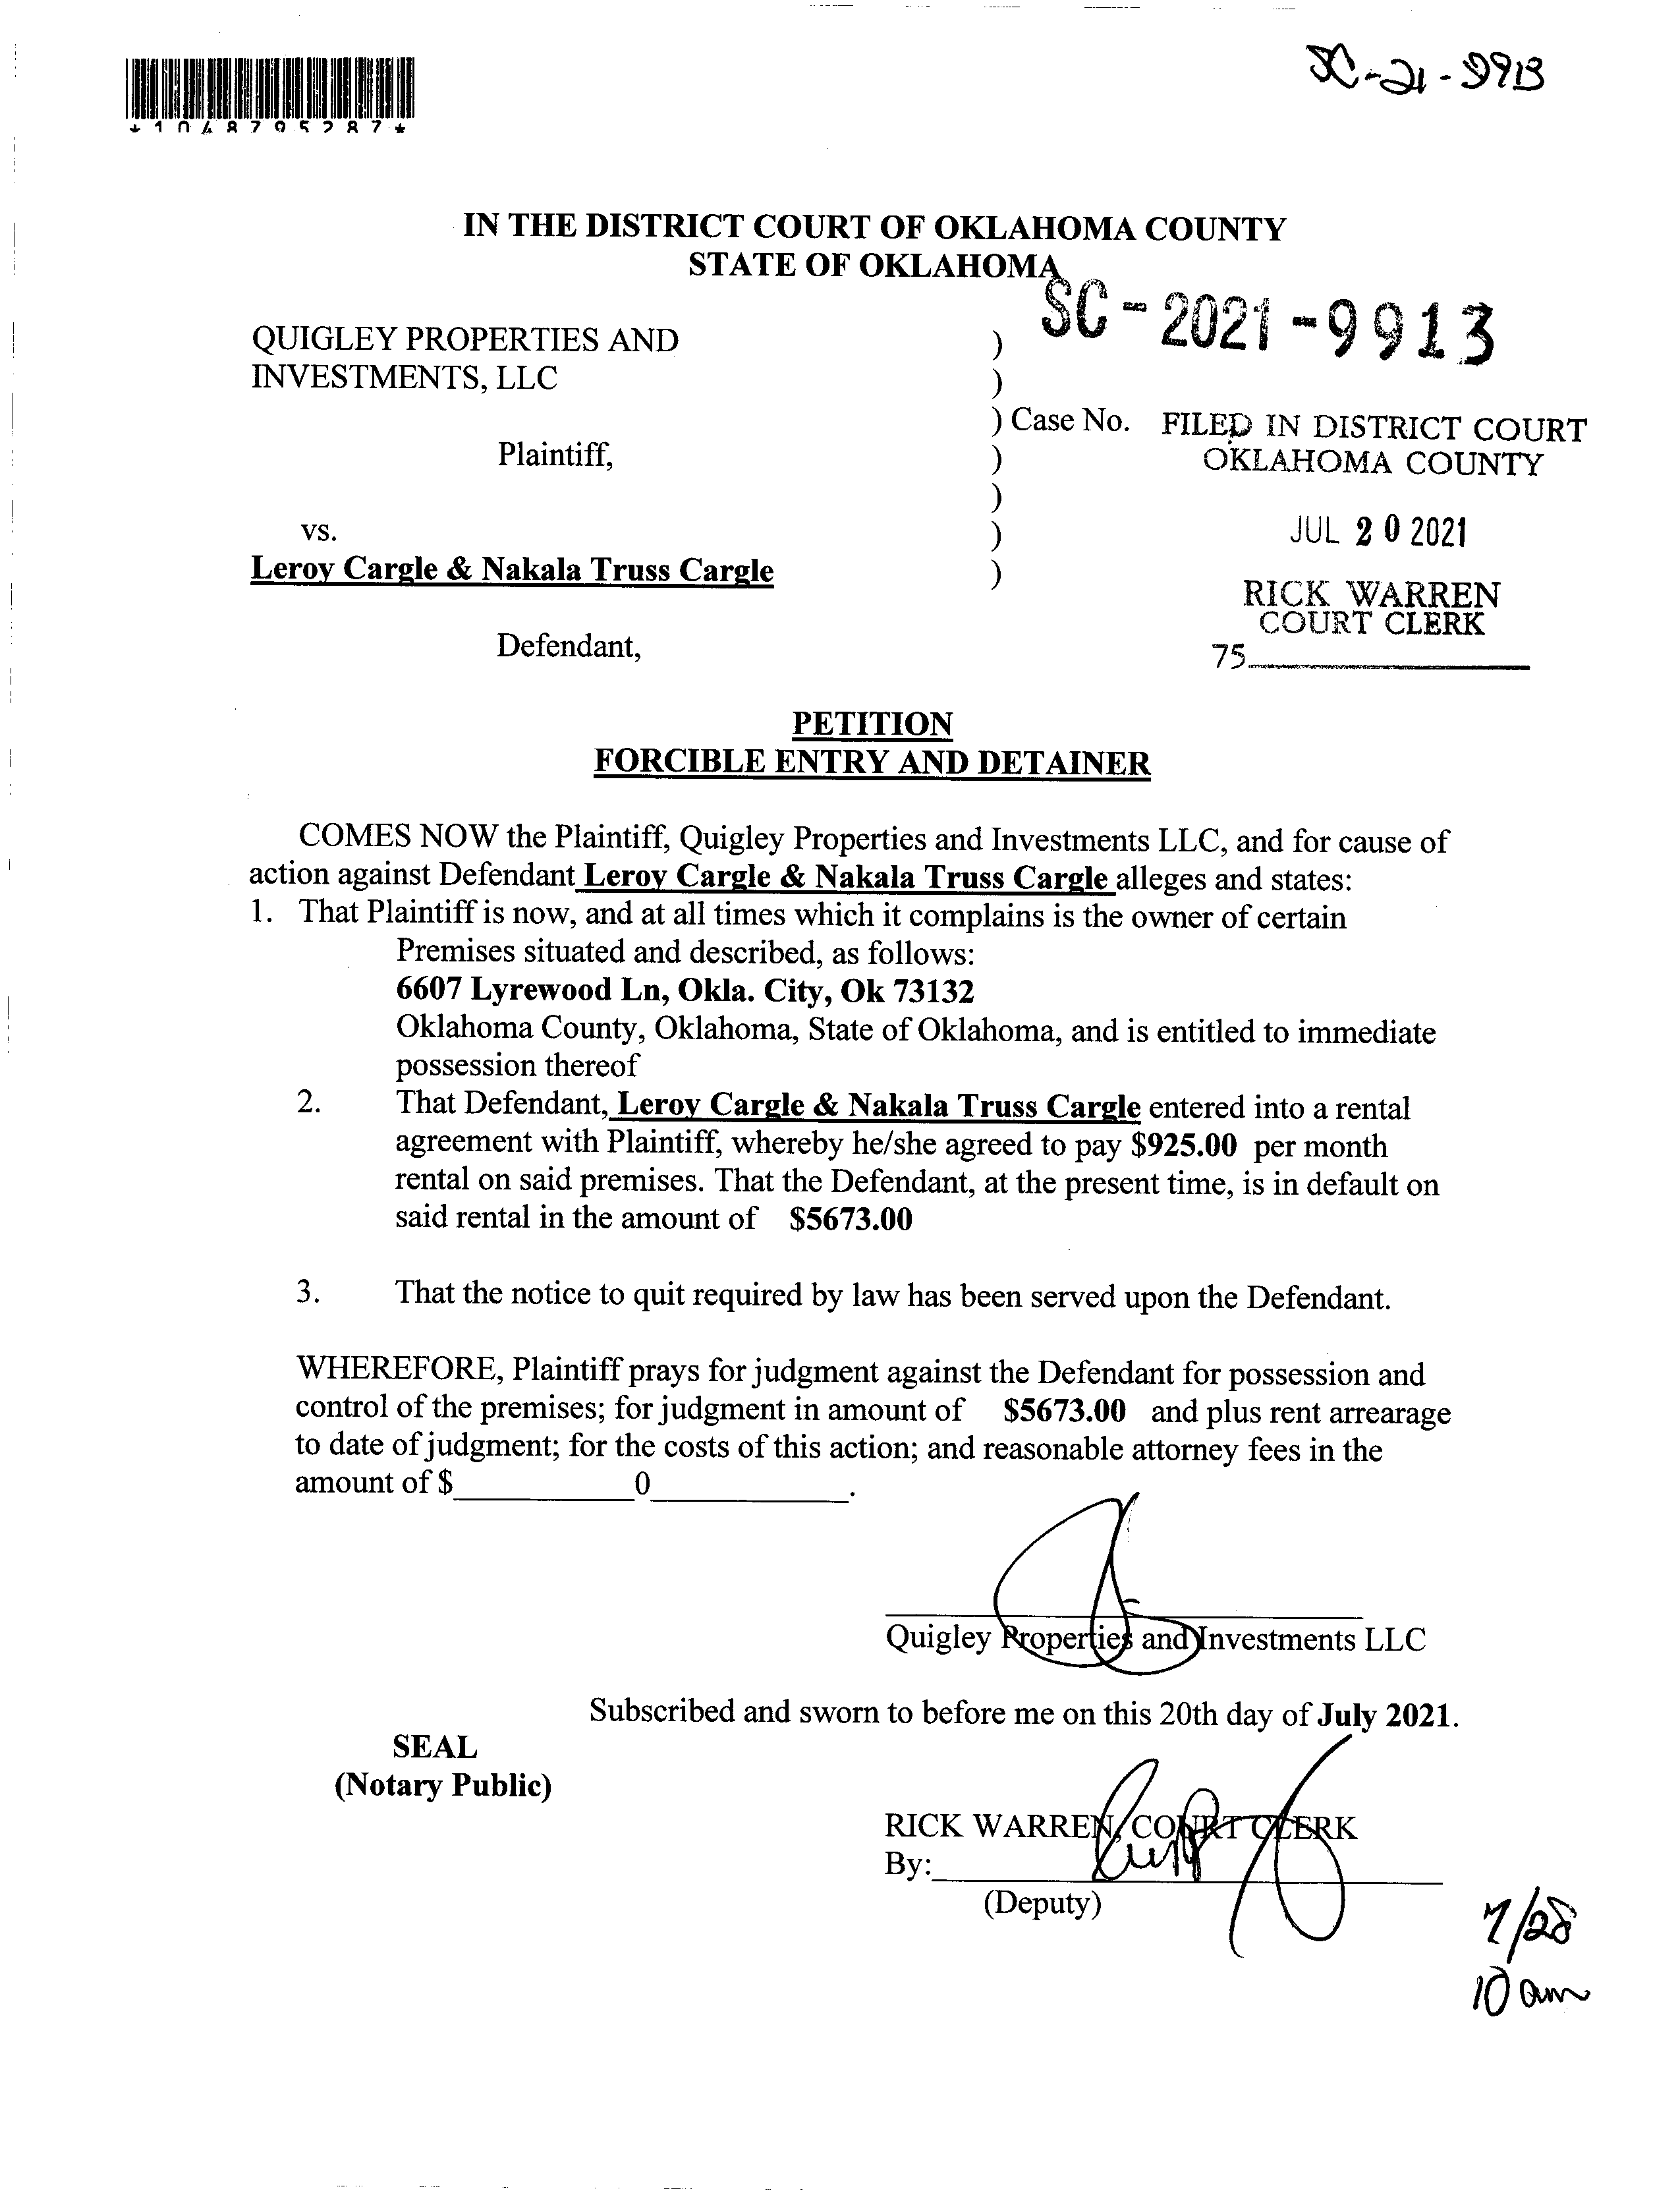 SC-21-9913
*1048795287*
IN THE DISTRICT COURT OF OKLAHOMA COUNTY
STATE OF OKLAHOMA
SC-2021-9913
QUIGLEY PROPERTIES AND )
INVESTMENTS, LLC )
) Case No. FILED IN DISTRICT COURT
Plaintiff, ) OKLAHOMA COUNTY
)
vs. ) JUL 20 2021
Leroy Cargle & Nakala Truss Cargle )
RICK WARREN
COURT CLERK
Defendant,
75
PETITION
FORCIBLE ENTRY AND DETAINER
COMES NOW the Plaintiff, Quigley Properties and Investments LLC, and for cause of
action against Defendant Leroy Cargle & Nakala Truss Cargle alleges and states:
1. That Plaintiff is now, and at all times which it complains is the owner of certain
Premises situated and described, as follows:
6607 Lyrewood Ln, Okla. City, Ok 73132
Oklahoma County, Oklahoma, State of Oklahoma, and is entitled to immediate
possession thereof
2. That Defendant, Leroy Cargle & Nakala Truss Cargle entered into a rental
agreement with Plaintiff, whereby he/she agreed to pay $925.00 per month
rental on said premises. That the Defendant, at the present time, is in default on
said rental in the amount of $5673.00
3. That the notice to quit required by law has been served upon the Defendant.
WHEREFORE, Plaintiff prays for judgment against the Defendant for possession and
control of the premises; for judgment in amount of $5673.00 and plus rent arrearage
to date of judgment; for the costs of this action; and reasonable attorney fees in the
amount of $____0____.
Quigley Properties and Investments LLC
Subscribed and sworn to before me on this 20th day of July 2021.
SEAL
(Notary Public)
RICK WARREN, COURT CLERK
By:
(Deputy)
7/28
10 am